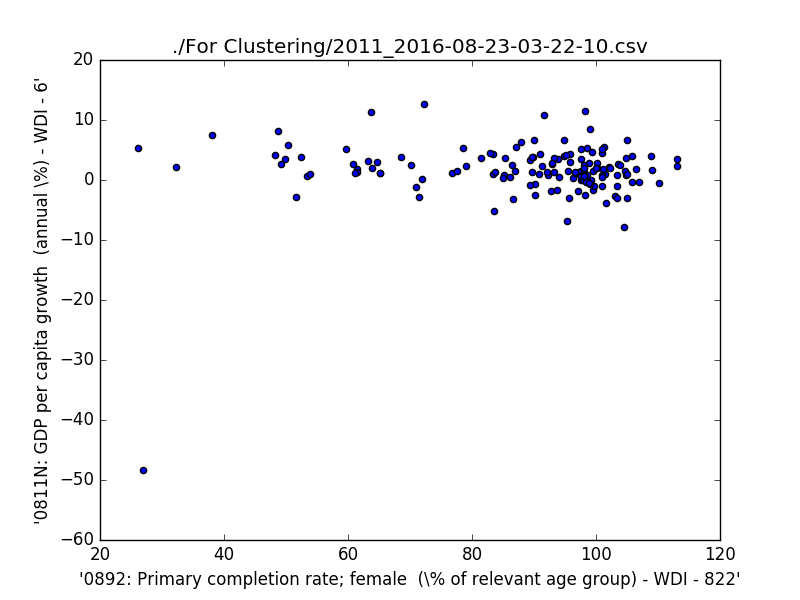 ./For Clustering/2011_2016-08-23-03-22-10.csv
20
10
0
−10
−20
−30
−40
−50
−60
20 40 60 80 100 120
'0811N: GDP per capita growth  (annual \%) - WDI - 6'
'0892: Primary completion rate; female  (\% of relevant age group) - WDI - 822'